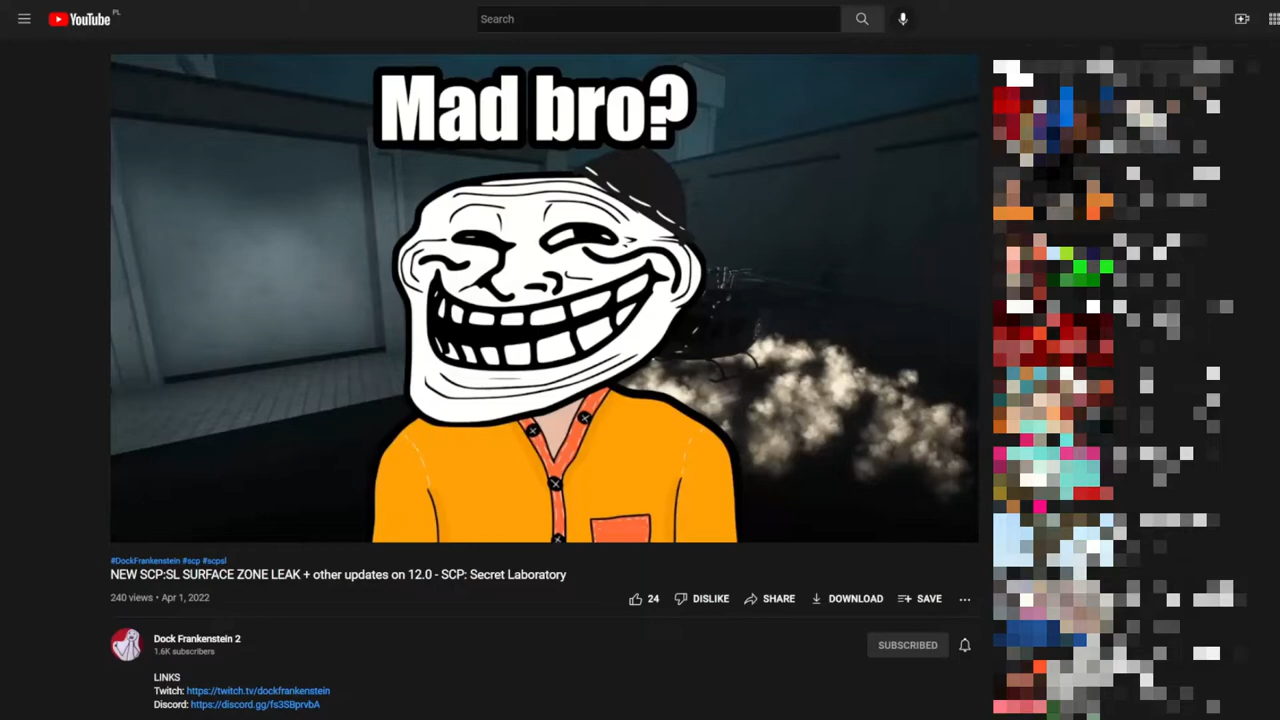 YouTube PL
Search
Mad bro?
#DockFrankenstein #scp #scpsl
NEW SCP:SL SURFACE ZONE LEAK + other updates on 12.0 - SCP: Secret Laboratory
240 views • Apr 1, 2022
24 DISLIKE SHARE DOWNLOAD SAVE
Dock Frankenstein 2
1.6K subscribers
SUBSCRIBED
LINKS
Twitch: https://twitch.tv/dockfrankenstein
Discord: https://discord.gg/fs3SBprvbA